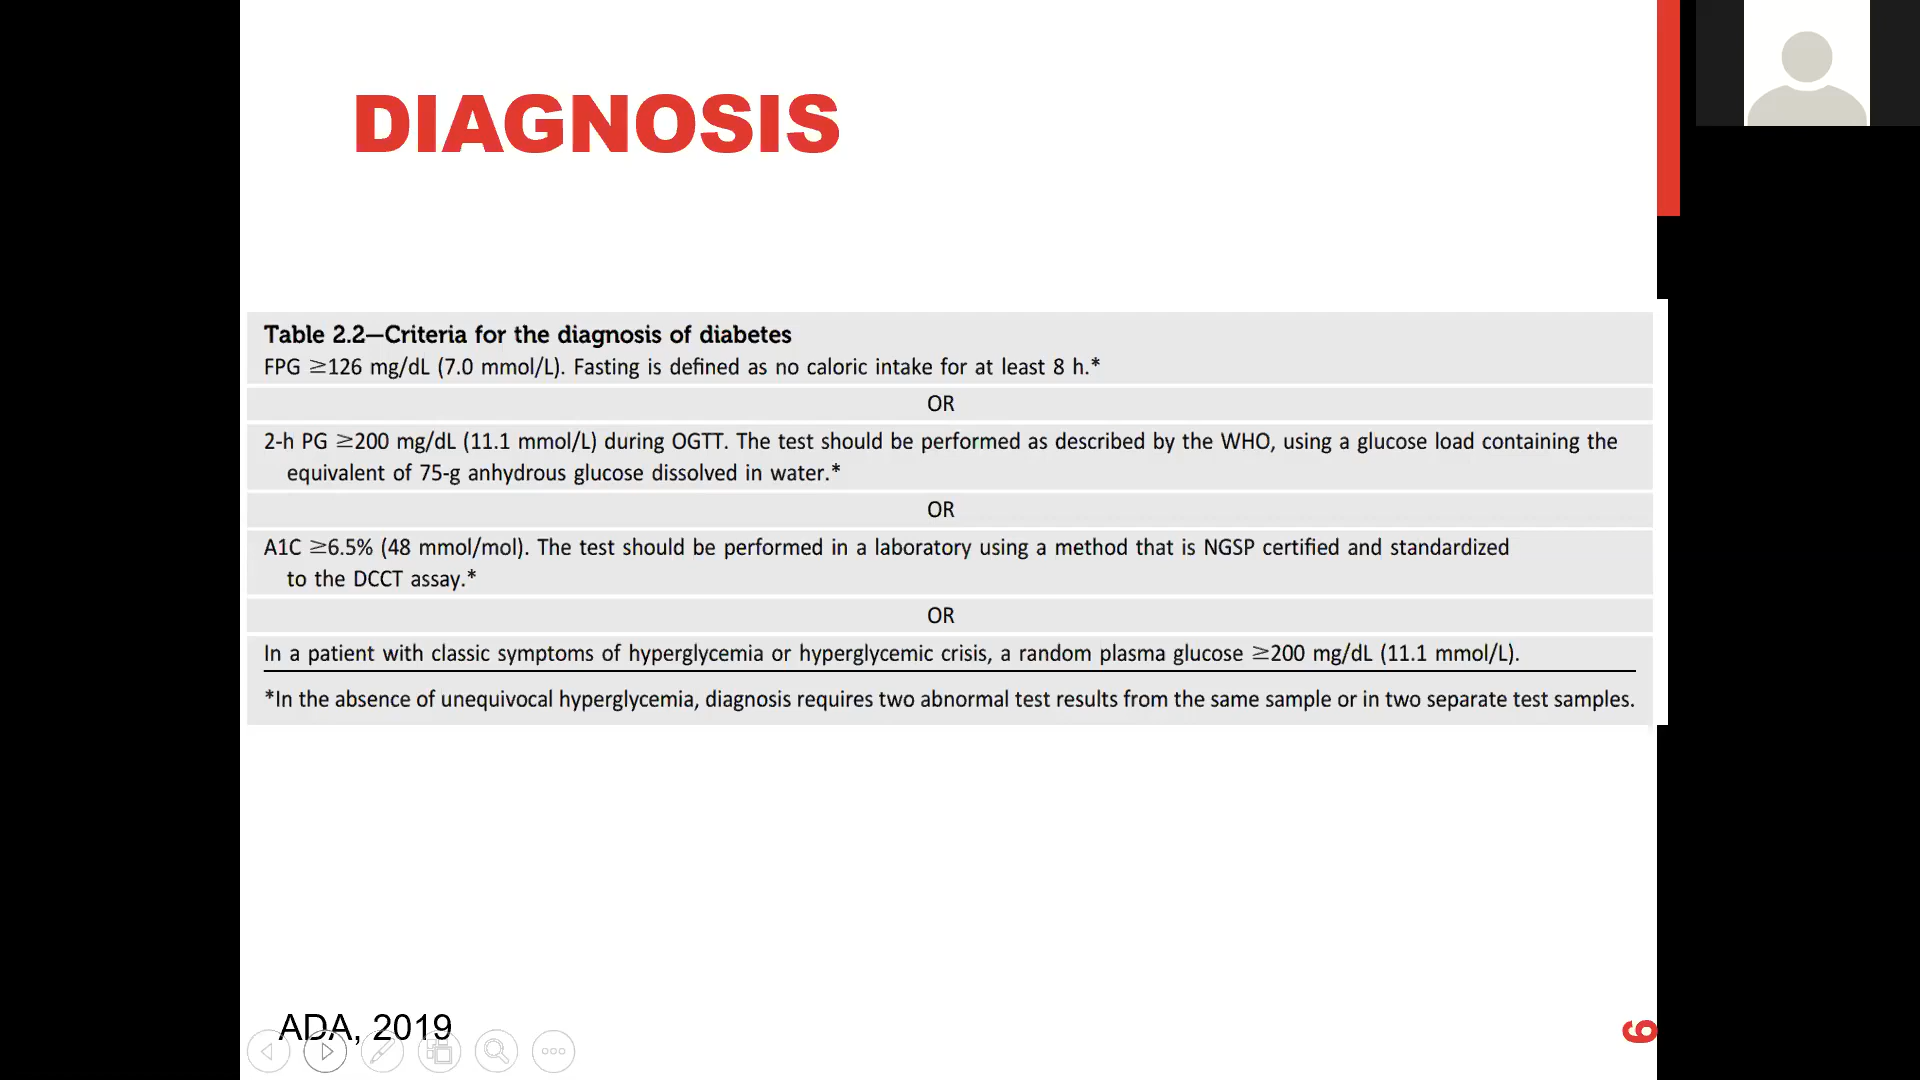 DIAGNOSIS
Table 2.2—Criteria for the diagnosis of diabetes
FPG ≥126 mg/dL (7.0 mmol/L). Fasting is defined as no caloric intake for at least 8 h.*
OR
2-h PG ≥200 mg/dL (11.1 mmol/L) during OGTT. The test should be performed as described by the WHO, using a glucose load containing the
equivalent of 75-g anhydrous glucose dissolved in water.*
OR
A1C ≥6.5% (48 mmol/mol). The test should be performed in a laboratory using a method that is NGSP certified and standardized
to the DCCT assay.*
OR
In a patient with classic symptoms of hyperglycemia or hyperglycemic crisis, a random plasma glucose ≥200 mg/dL (11.1 mmol/L).
*In the absence of unequivocal hyperglycemia, diagnosis requires two abnormal test results from the same sample or in two separate test samples.
ADA, 2019
9